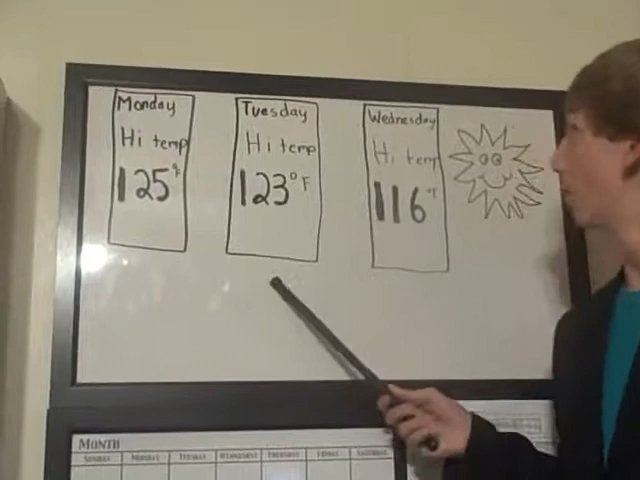 Monday
Hi temp
125°F
Tuesday
Hi temp
123°F
Wednesday
Hi temp
116°F
MONTH
SUNDAY MONDAY TUESDAY WEDNESDAY THURSDAY FRIDAY SATURDAY